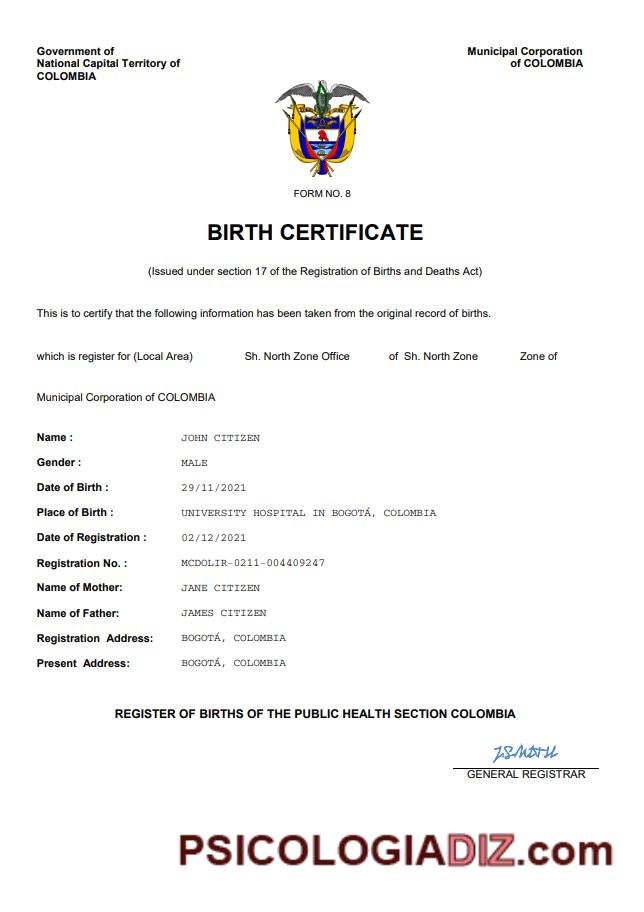 Government of
National Capital Territory of
COLOMBIA
Municipal Corporation
of COLOMBIA
FORM NO. 8
BIRTH CERTIFICATE
(Issued under section 17 of the Registration of Births and Deaths Act)
This is to certify that the following information has been taken from the original record of births.
which is register for (Local Area) Sh. North Zone Office of Sh. North Zone Zone of
Municipal Corporation of COLOMBIA
Name : JOHN CITIZEN
Gender : MALE
Date of Birth : 29/11/2021
Place of Birth : UNIVERSITY HOSPITAL IN BOGOTÁ, COLOMBIA
Date of Registration : 02/12/2021
Registration No. : MCDOLIR-0211-004409247
Name of Mother: JANE CITIZEN
Name of Father: JAMES CITIZEN
Registration Address: BOGOTÁ, COLOMBIA
Present Address: BOGOTÁ, COLOMBIA
REGISTER OF BIRTHS OF THE PUBLIC HEALTH SECTION COLOMBIA
GENERAL REGISTRAR
PSICOLOGIADIZ.com